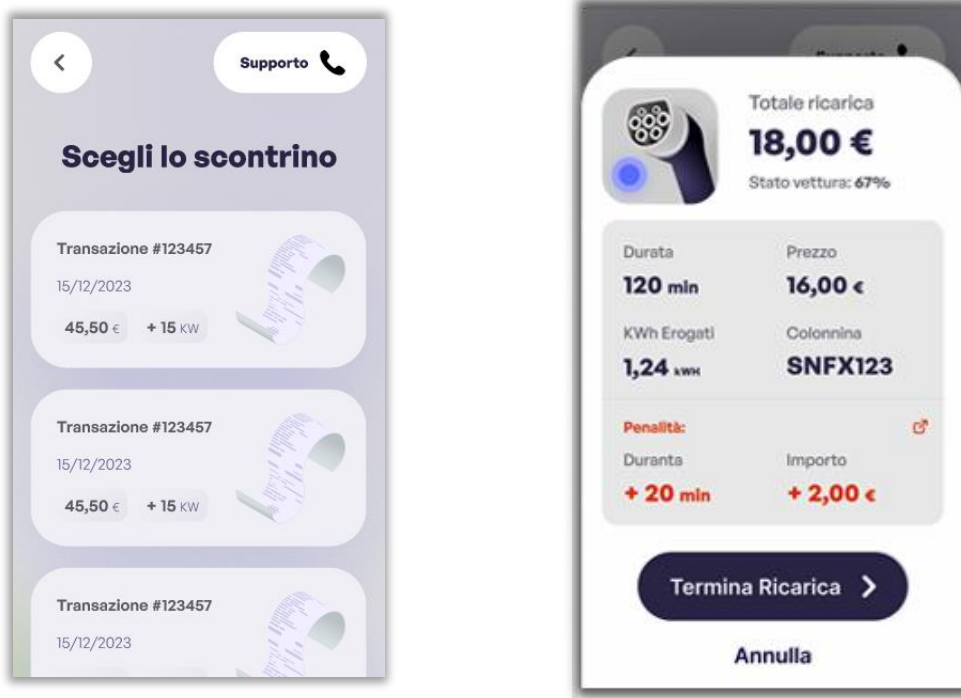 Supporto
Scegli lo scontrino
Transazione #123457
15/12/2023
45,50 € + 15 KW
Transazione #123457
15/12/2023
45,50 € + 15 KW
Transazione #123457
15/12/2023
Totale ricarica
18,00 €
Stato vettura: 67%
Durata Prezzo
120 min 16,00 €
KWh Erogati Colonnina
1,24 kWH SNFX123
Penalità:
Duranta Importo
+ 20 min + 2,00 €
Termina Ricarica
Annulla